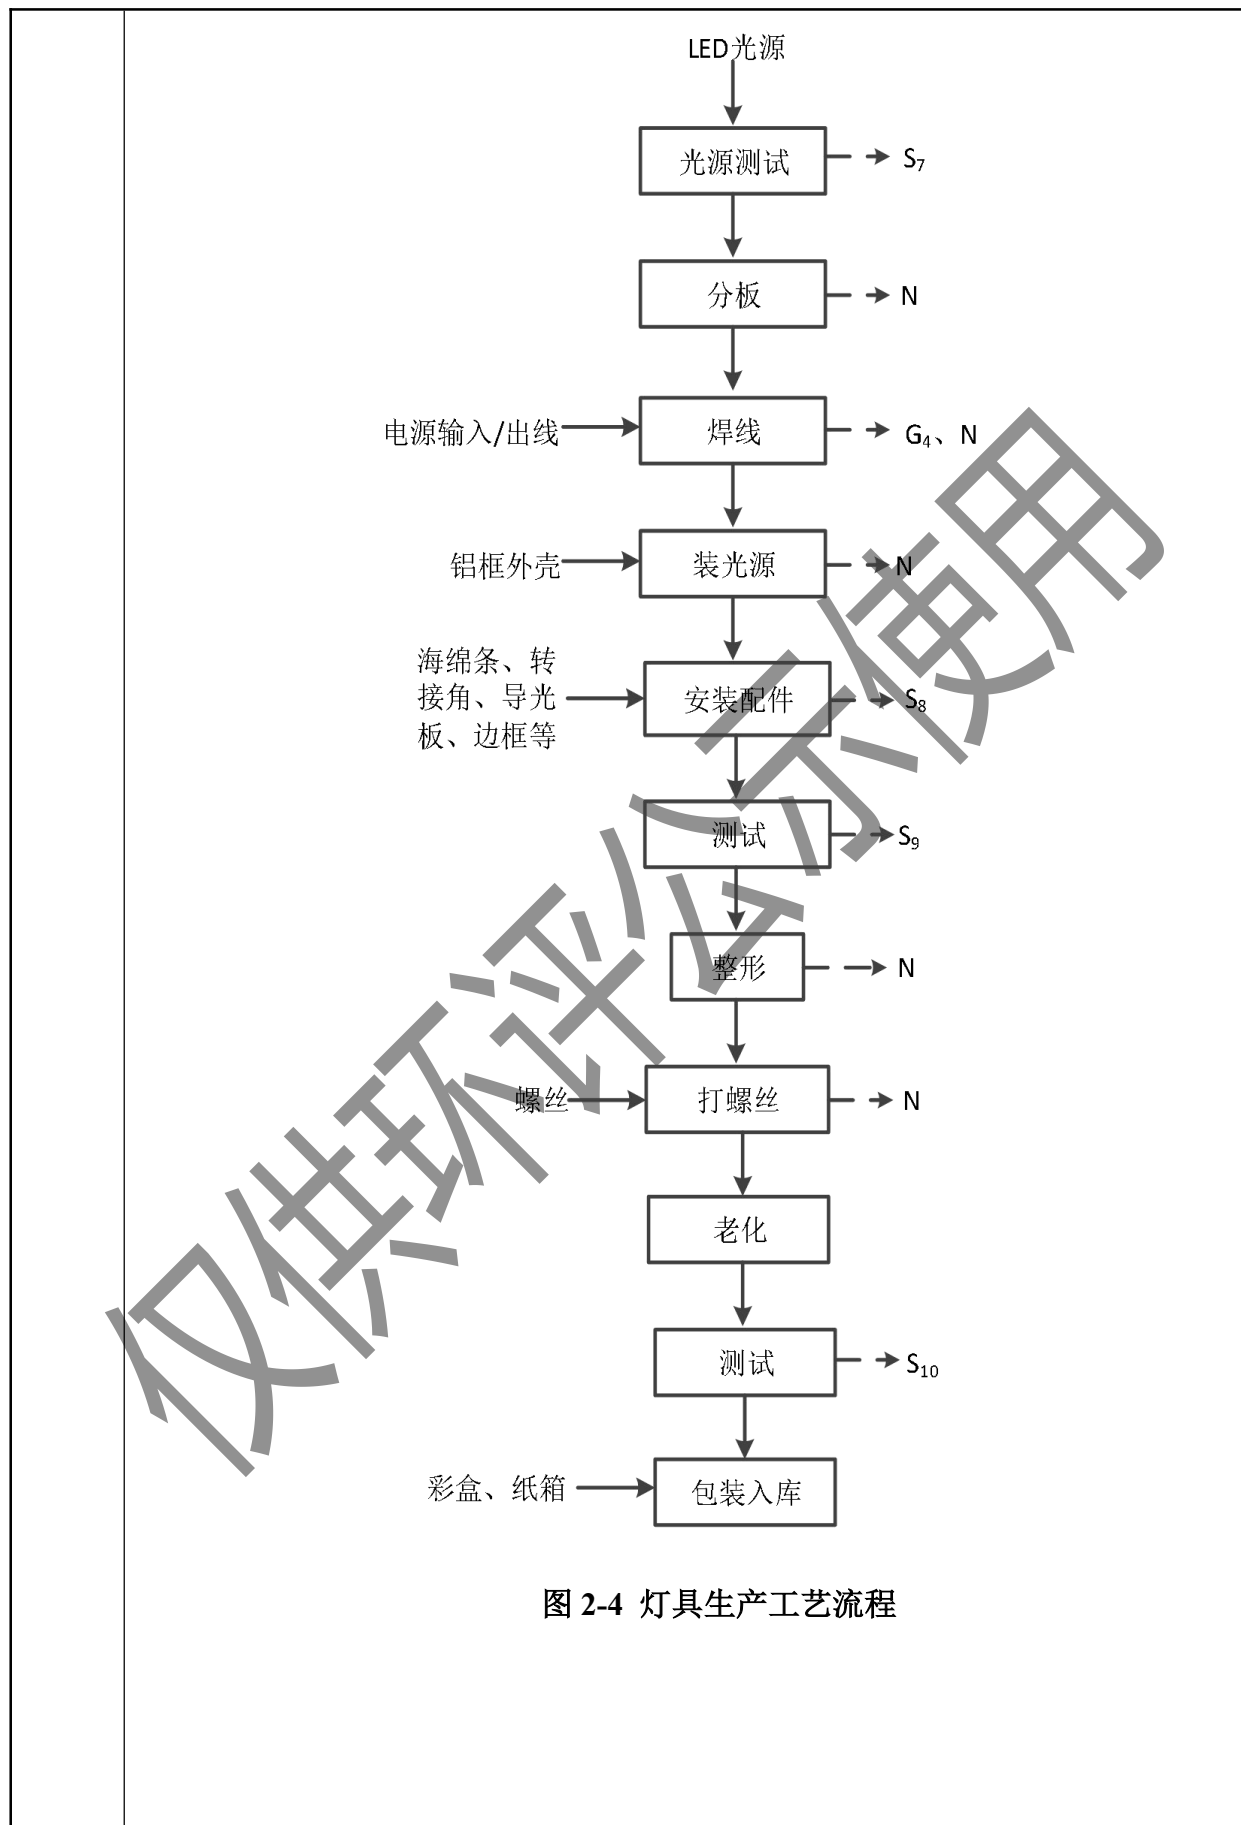 LED光源
光源测试
S₇
分板
N
电源输入/出线
焊线
G₄、N
铝框外壳
装光源
N
海绵条、转
接角、导光
板、边框等
安装配件
S₈
测试
S₉
整形
N
螺丝
打螺丝
N
老化
测试
S₁₀
彩盒、纸箱
包装入库
图 2-4 灯具生产工艺流程
仅供环评公示使用